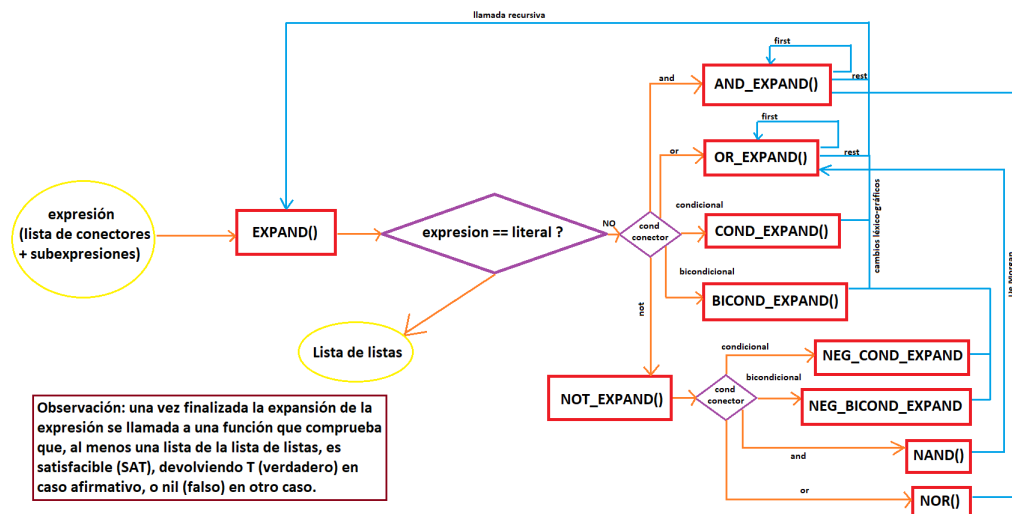 llamada recursiva
first
and
AND_EXPAND()
rest
first
or
OR_EXPAND()
rest
expresión
(lista de conectores
+ subexpresiones)
EXPAND()
expresion == literal ?
NO
cond
conector
condicional
COND_EXPAND()
cambios léxico-gráficos
bicondicional
BICOND_EXPAND()
De Morgan
not
Lista de listas
condicional
NEG_COND_EXPAND
NOT_EXPAND()
cond
conector
bicondicional
NEG_BICOND_EXPAND
and
NAND()
or
NOR()
Observación: una vez finalizada la expansión de la
expresión se llamada a una función que comprueba
que, al menos una lista de la lista de listas, es
satisfacible (SAT), devolviendo T (verdadero) en
caso afirmativo, o nil (falso) en otro caso.